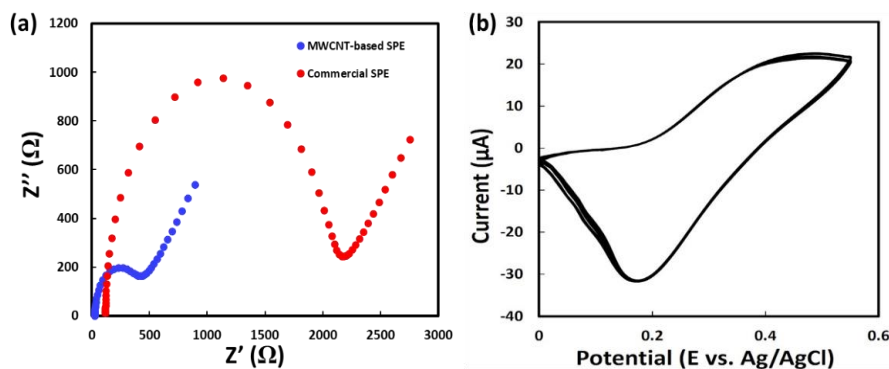 (a)
1200
1000
800
600
400
200
0
Z'' (Ω)
0 500 1000 1500 2000 2500 3000
Z' (Ω)
MWCNT-based SPE
Commercial SPE
(b)
30
20
10
0
-10
-20
-30
-40
Current (µA)
0 0.2 0.4 0.6
Potential (E vs. Ag/AgCl)